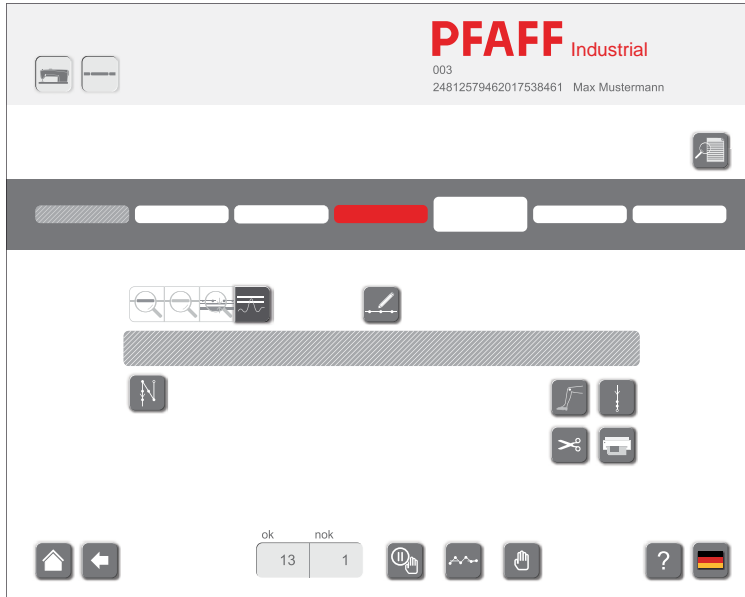 PFAFF Industrial
003
24812579462017538461 Max Mustermann
ok nok
13 1
?